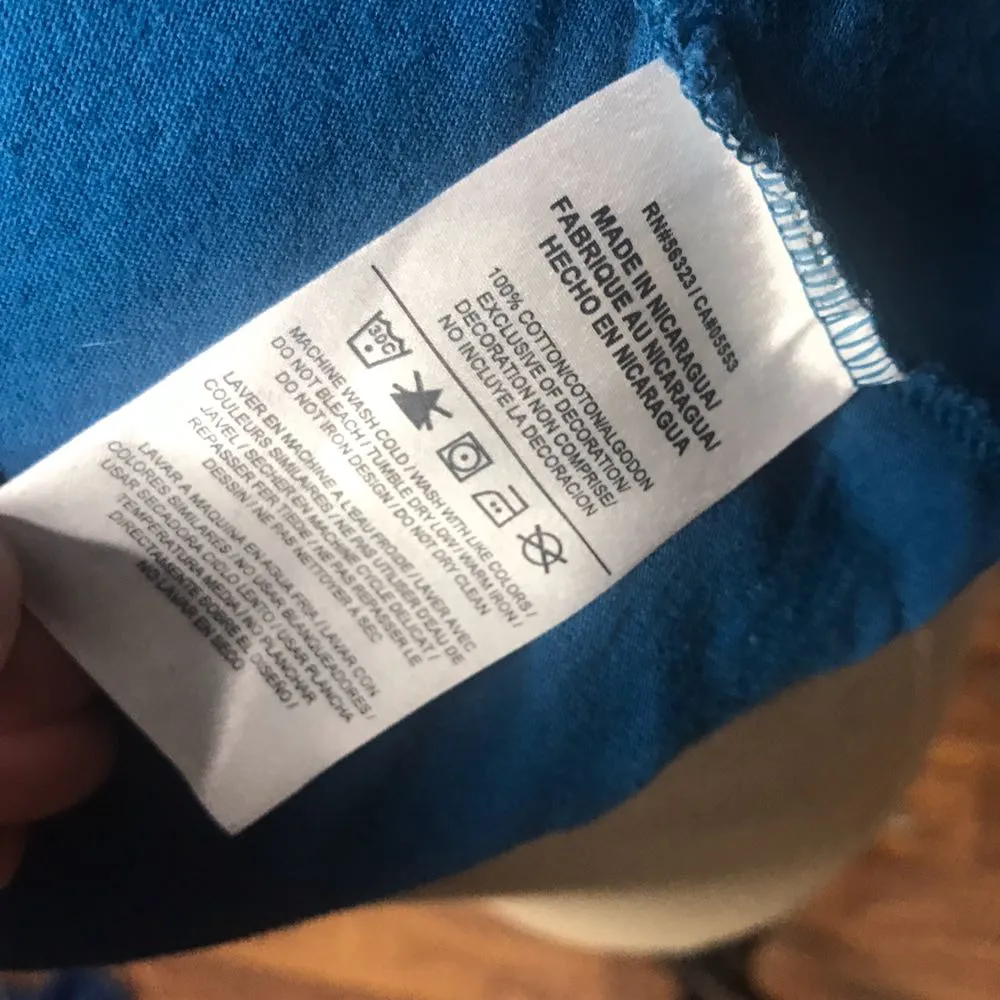 RN#56323 / CA#05553
MADE IN NICARAGUA/
FABRIQUE AU NICARAGUA/
HECHO EN NICARAGUA
100% COTTON/COTON/ALGODON
EXCLUSIVE OF DECORATION/
DECORATION NON COMPRISE/
NO INCLUYE LA DECORACION
30C
MACHINE WASH COLD / WASH WITH LIKE COLORS /
DO NOT BLEACH / TUMBLE DRY LOW / WARM IRON /
DO NOT IRON DESIGN / DO NOT DRY CLEAN
LAVER EN MACHINE A L'EAU FROIDE / LAVER AVEC
COULEURS SIMILAIRES / NE PAS UTILISER D'EAU DE
JAVEL / SECHER EN MACHINE CYCLE DELICAT /
REPASSER FER TIEDE / NE PAS REPASSER LE
DESSIN / NE PAS NETTOYER A SEC
LAVAR A MAQUINA EN AGUA FRIA / LAVAR CON
COLORES SIMILARES / NO USAR BLANQUEADORES /
USAR SECADORA CICLO LENTO / USAR PLANCHA
TEMPERATURA MEDIA / NO PLANCHAR
DIRECTAMENTE SOBRE EL DISENO /
NO LAVAR EN SECO